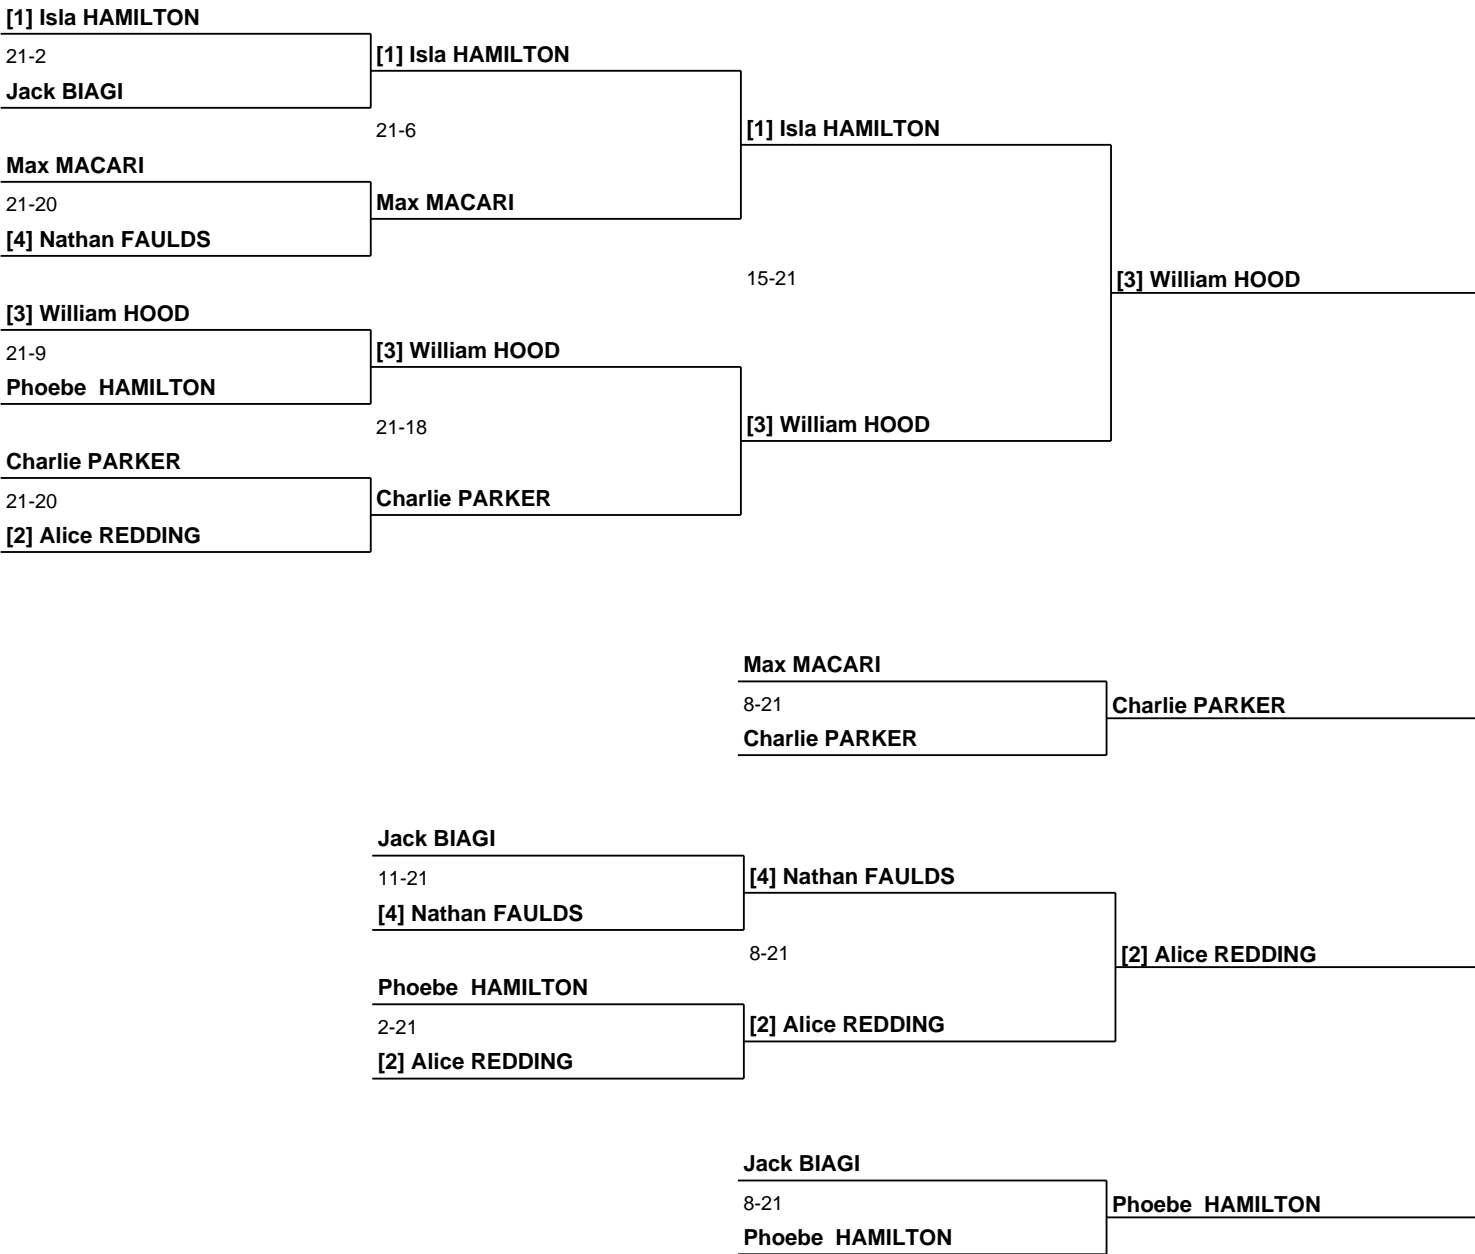 [1] Isla HAMILTON
21-2
[1] Isla HAMILTON
Jack BIAGI
21-6
[1] Isla HAMILTON
Max MACARI
21-20
Max MACARI
[4] Nathan FAULDS
15-21
[3] William HOOD
[3] William HOOD
21-9
[3] William HOOD
Phoebe  HAMILTON
21-18
[3] William HOOD
Charlie PARKER
21-20
Charlie PARKER
[2] Alice REDDING
Max MACARI
8-21
Charlie PARKER
Charlie PARKER
Jack BIAGI
11-21
[4] Nathan FAULDS
[4] Nathan FAULDS
8-21
[2] Alice REDDING
Phoebe  HAMILTON
2-21
[2] Alice REDDING
[2] Alice REDDING
Jack BIAGI
8-21
Phoebe  HAMILTON
Phoebe  HAMILTON